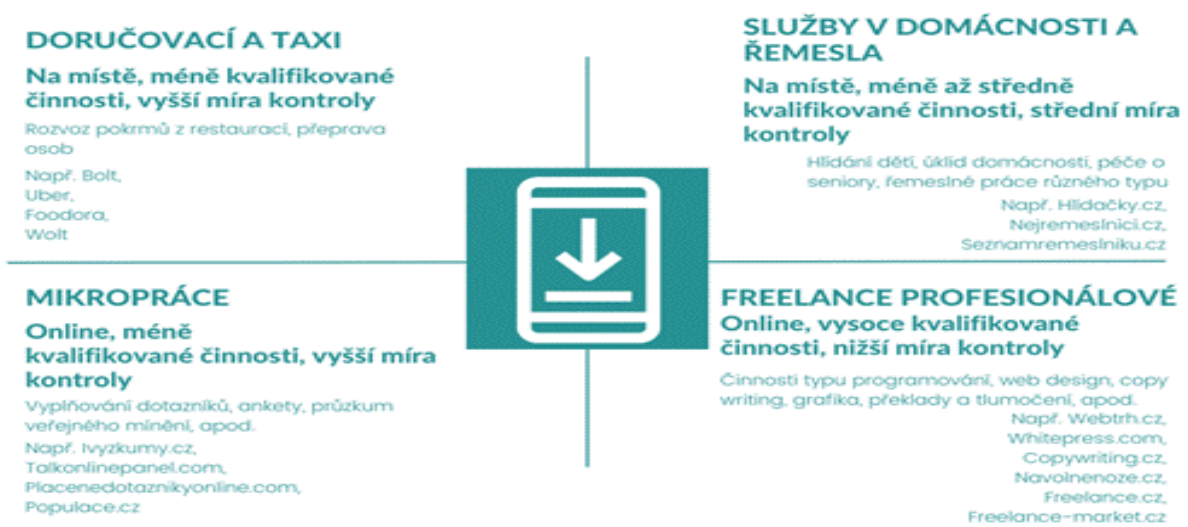 DORUČOVACÍ A TAXI
Na místě, méně kvalifikované
činnosti, vyšší míra kontroly
Rozvoz pokrmů z restaurací, přeprava
osob
Např. Bolt,
Uber,
Foodora,
Wolt
SLUŽBY V DOMÁCNOSTI A
ŘEMESLA
Na místě, méně až středně
kvalifikované činnosti, střední míra
kontroly
Hlídání dětí, úklid domácností, péče o
seniory, řemeslné práce různého typu
Např. Hlídačky.cz,
Nejremeslnici.cz,
Seznamremeslniku.cz
MIKROPRÁCE
Online, méně
kvalifikované činnosti, vyšší míra
kontroly
Vyplňování dotazníků, ankety, průzkum
veřejného mínění, apod.
Např. Ivyzkumy.cz,
Talkonlinepanel.com,
Placenedotaznikyonline.com,
Populace.cz
FREELANCE PROFESIONÁLOVÉ
Online, vysoce kvalifikované
činnosti, nižší míra kontroly
Činnosti typu programování, web design, copy
writing, grafika, překlady a tlumočení, apod.
Např. Webtrh.cz,
Whitepress.com,
Copywriting.cz,
Navolnenoze.cz,
Freelance.cz,
Freelance-market.cz